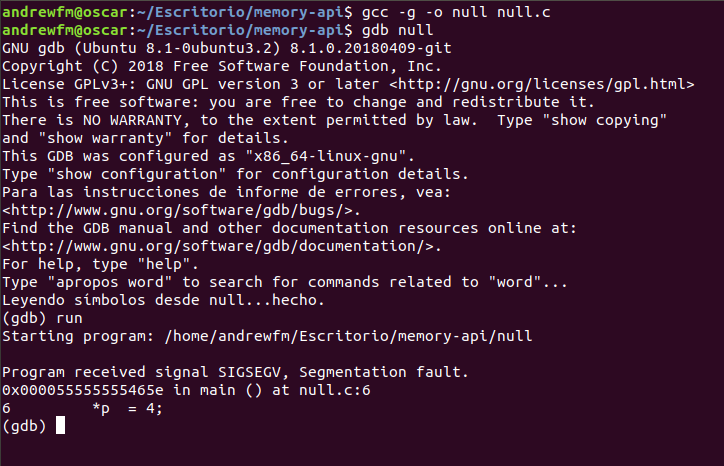 andrewfm@oscar:~/Escritorio/memory-api$ gcc -g -o null null.c
andrewfm@oscar:~/Escritorio/memory-api$ gdb null
GNU gdb (Ubuntu 8.1-0ubuntu3.2) 8.1.0.20180409-git
Copyright (C) 2018 Free Software Foundation, Inc.
License GPLv3+: GNU GPL version 3 or later <http://gnu.org/licenses/gpl.html>
This is free software: you are free to change and redistribute it.
There is NO WARRANTY, to the extent permitted by law.  Type "show copying"
and "show warranty" for details.
This GDB was configured as "x86_64-linux-gnu".
Type "show configuration" for configuration details.
Para las instrucciones de informe de errores, vea:
<http://www.gnu.org/software/gdb/bugs/>.
Find the GDB manual and other documentation resources online at:
<http://www.gnu.org/software/gdb/documentation/>.
For help, type "help".
Type "apropos word" to search for commands related to "word"...
Leyendo símbolos desde null...hecho.
(gdb) run
Starting program: /home/andrewfm/Escritorio/memory-api/null

Program received signal SIGSEGV, Segmentation fault.
0x000055555555465e in main () at null.c:6
6         *p  = 4;
(gdb)